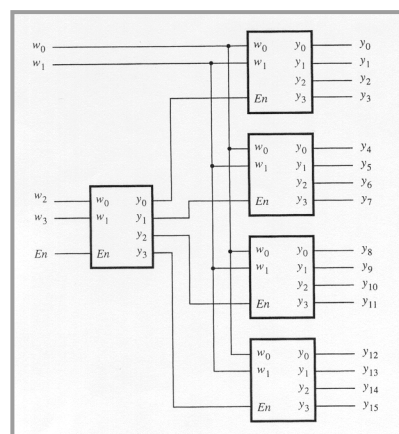 w0 w0 y0 y0
w1 w1 y1 y1
y2 y2
En y3 y3
w0 y0 y4
w1 y1 y5
y2 y6
En y3 y7
w2 w0 y0
w3 w1 y1
y2
En En y3
w0 y0 y8
w1 y1 y9
y2 y10
En y3 y11
w0 y0 y12
w1 y1 y13
y2 y14
En y3 y15